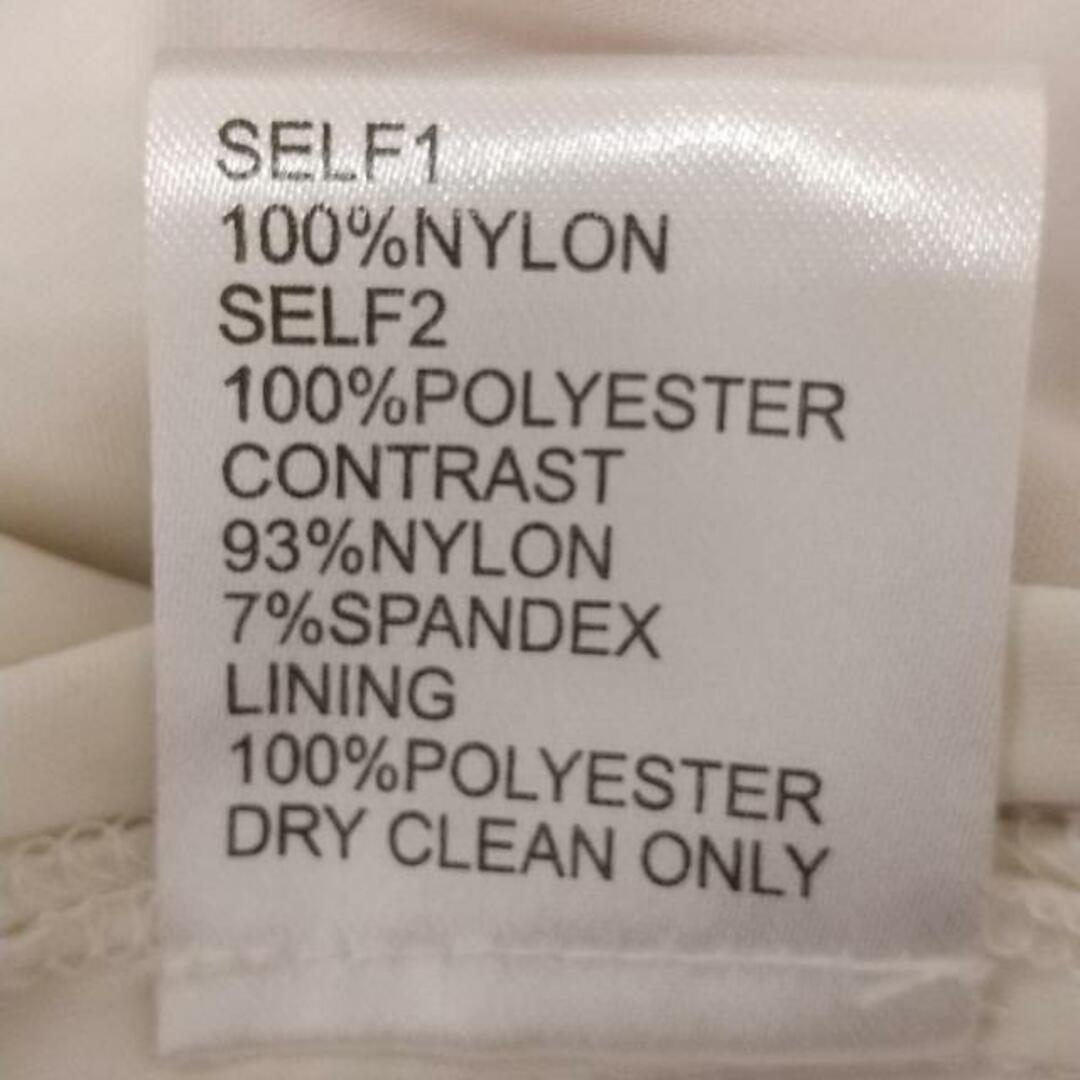 SELF1
100%NYLON
SELF2
100%POLYESTER
CONTRAST
93%NYLON
7%SPANDEX
LINING
100%POLYESTER
DRY CLEAN ONLY